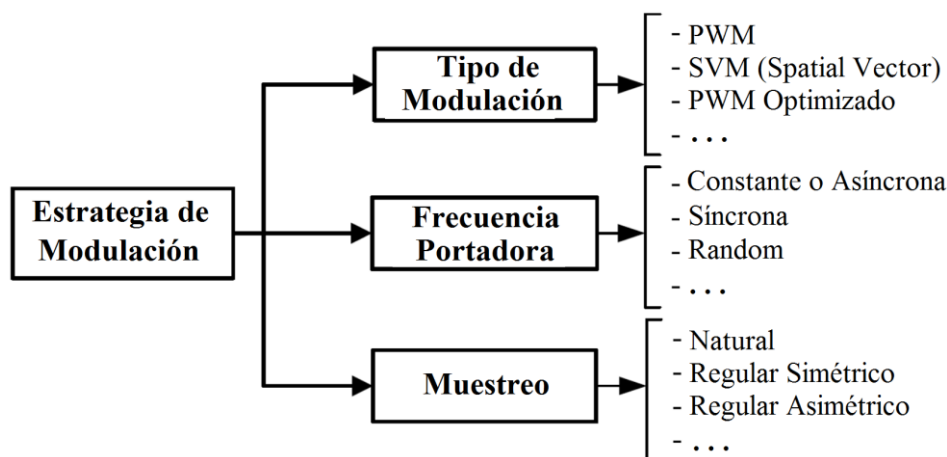 Estrategia de
Modulación
Tipo de
Modulación
- PWM
- SVM (Spatial Vector)
- PWM Optimizado
- . . .
Frecuencia
Portadora
- Constante o Asíncrona
- Síncrona
- Random
- . . .
Muestreo
- Natural
- Regular Simétrico
- Regular Asimétrico
- . . .